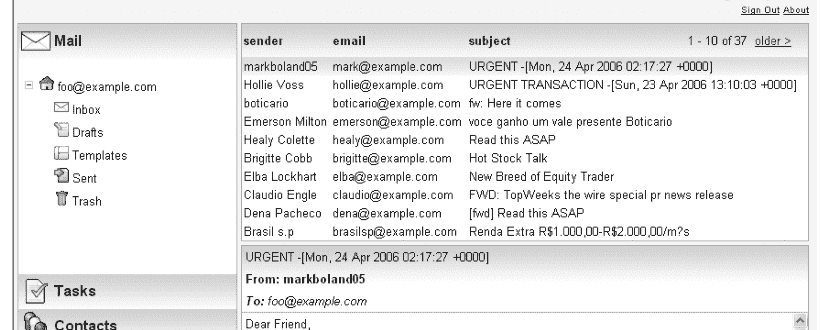 Sign Out About
Mail
foo@example.com
Inbox
Drafts
Templates
Sent
Trash
Tasks
Contacts
sender email subject 1 - 10 of 37 older >
markboland05 mark@example.com URGENT -[Mon, 24 Apr 2006 02:17:27 +0000]
Hollie Voss hollie@example.com URGENT TRANSACTION -[Sun, 23 Apr 2006 13:10:03 +0000]
boticario boticario@example.com fw: Here it comes
Emerson Milton emerson@example.com voce ganho um vale presente Boticario
Healy Colette healy@example.com Read this ASAP
Brigitte Cobb brigitte@example.com Hot Stock Talk
Elba Lockhart elba@example.com New Breed of Equity Trader
Claudio Engle claudio@example.com FWD: TopWeeks the wire special pr news release
Dena Pacheco dena@example.com [fwd] Read this ASAP
Brasil s.p brasilsp@example.com Renda Extra R$1.000,00-R$2.000,00/m?s
URGENT -[Mon, 24 Apr 2006 02:17:27 +0000]
From: markboland05
To: foo@example.com
Dear Friend,